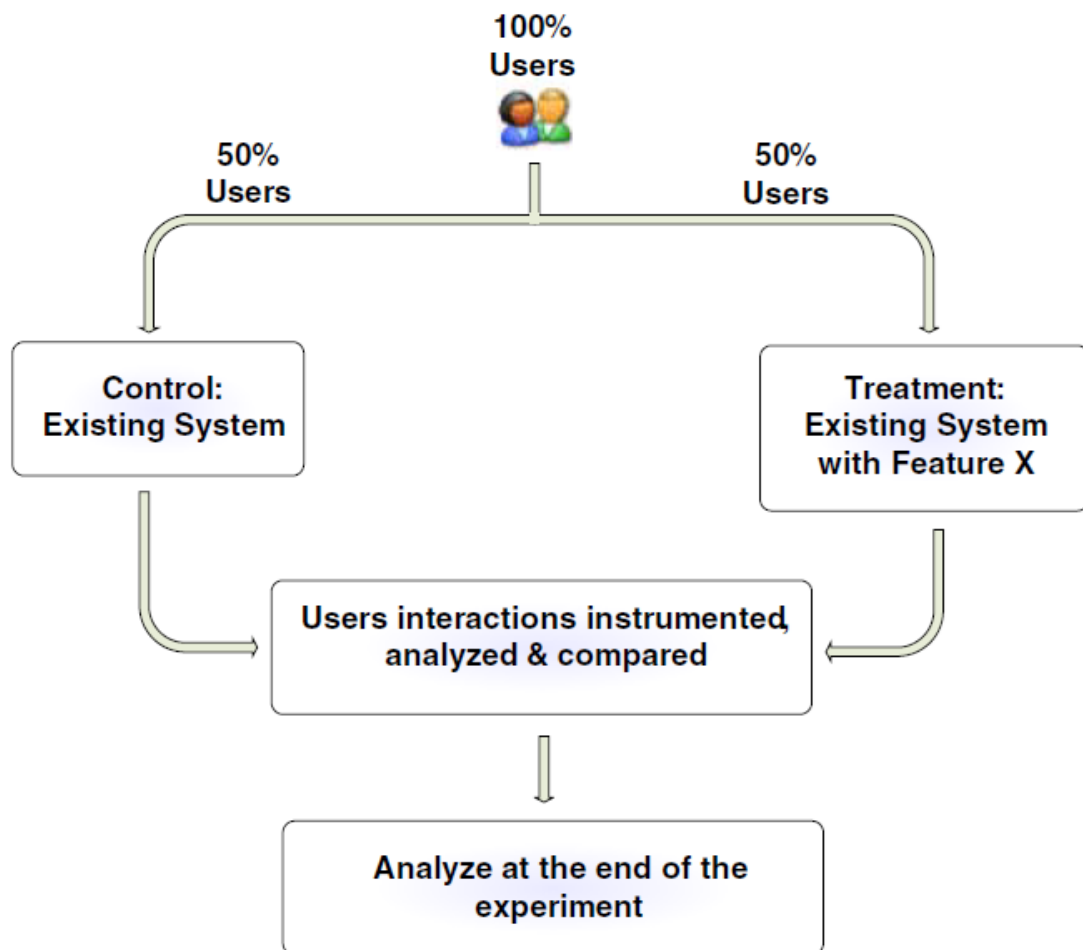 100%
Users
50%
Users
50%
Users
Control:
Existing System
Treatment:
Existing System
with Feature X
Users interactions instrumented,
analyzed & compared
Analyze at the end of the
experiment